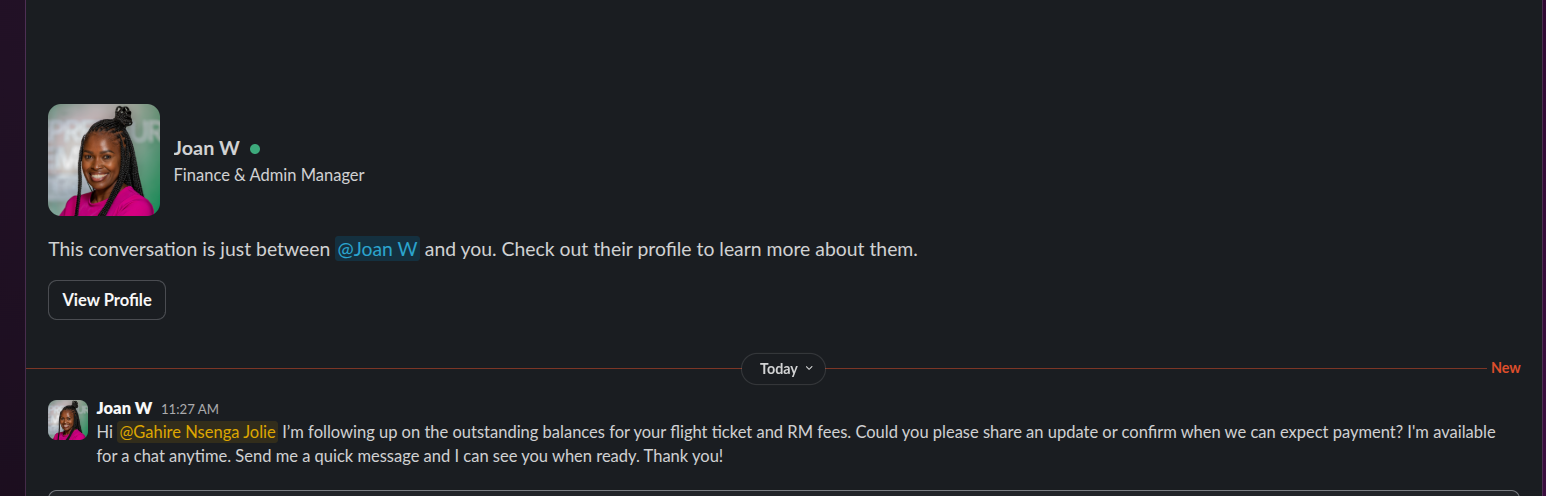 Joan W
Finance & Admin Manager
This conversation is just between @Joan W and you. Check out their profile to learn more about them.
View Profile
Today
New
Joan W 11:27 AM
Hi @Gahire Nsenga Jolie I'm following up on the outstanding balances for your flight ticket and RM fees. Could you please share an update or confirm when we can expect payment? I'm available
for a chat anytime. Send me a quick message and I can see you when ready. Thank you!